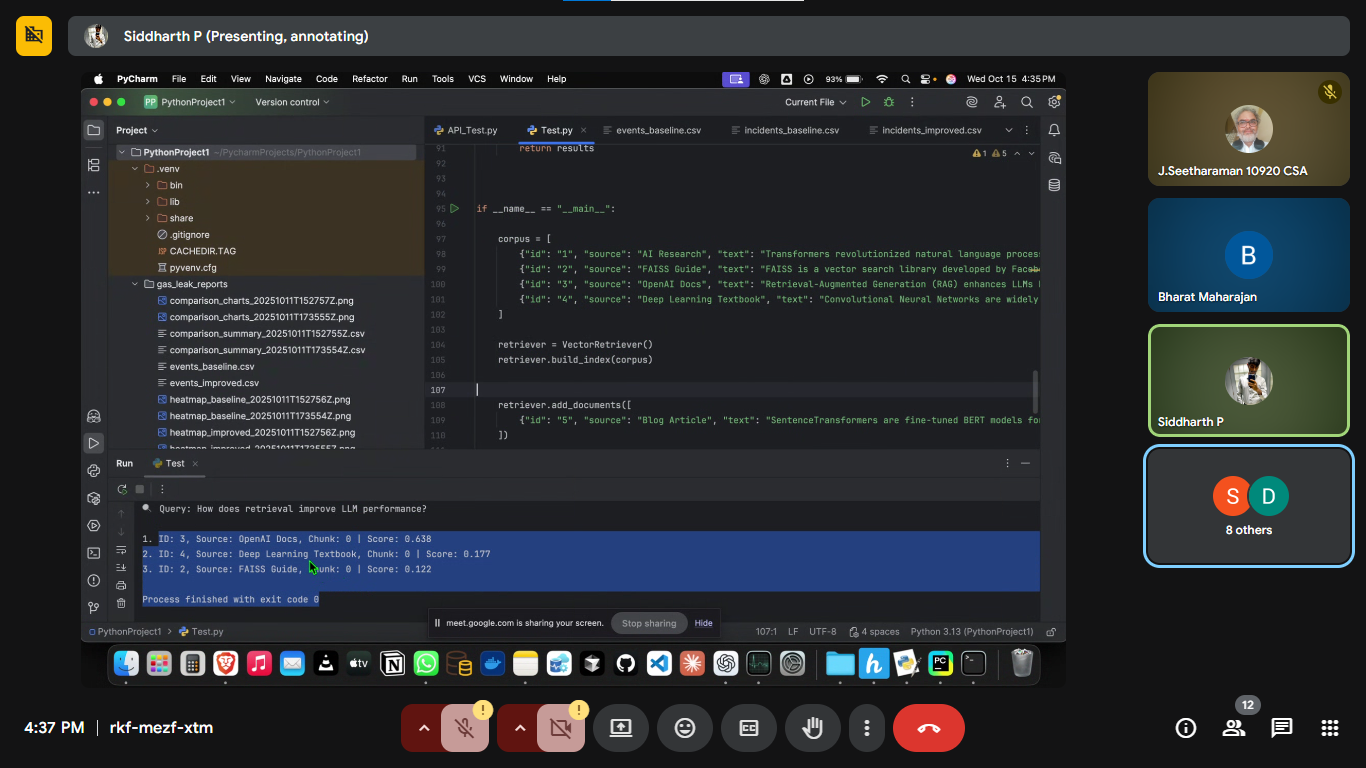 Siddharth P (Presenting, annotating)
PyCharm File Edit View Navigate Code Refactor Run Tools VCS Window Help 93% Wed Oct 15 4:35 PM
PP PythonProject1 Version control Current File
Project API_Test.py Test.py events_baseline.csv incidents_baseline.csv incidents_improved.csv
PythonProject1 ~/PycharmProjects/PythonProject1
.venv
bin
lib
share
.gitignore
CACHEDIR.TAG
pyvenv.cfg
gas_leak_reports
comparison_charts_20251011T152757Z.png
comparison_charts_20251011T173555Z.png
comparison_summary_20251011T152755Z.csv
comparison_summary_20251011T173554Z.csv
events_baseline.csv
events_improved.csv
heatmap_baseline_20251011T152756Z.png
heatmap_baseline_20251011T173554Z.png
heatmap_improved_20251011T152756Z.png
heatmap_improved_20251011T173555Z.png
1 5
91 return results
92
93
94
95 if __name__ == "__main__":
96
97 corpus = [
98 {"id": "1", "source": "AI Research", "text": "Transformers revolutionized natural language proces
99 {"id": "2", "source": "FAISS Guide", "text": "FAISS is a vector search library developed by Faceb
100 {"id": "3", "source": "OpenAI Docs", "text": "Retrieval-Augmented Generation (RAG) enhances LLMs
101 {"id": "4", "source": "Deep Learning Textbook", "text": "Convolutional Neural Networks are widely
102 ]
103
104 retriever = VectorRetriever()
105 retriever.build_index(corpus)
106
107
108 retriever.add_documents([
109 {"id": "5", "source": "Blog Article", "text": "SentenceTransformers are fine-tuned BERT models fo
110 ])
Run Test
Query: How does retrieval improve LLM performance?
1. ID: 3, Source: OpenAI Docs, Chunk: 0 | Score: 0.638
2. ID: 4, Source: Deep Learning Textbook, Chunk: 0 | Score: 0.177
3. ID: 2, Source: FAISS Guide, Chunk: 0 | Score: 0.122
Process finished with exit code 0
meet.google.com is sharing your screen. Stop sharing Hide
PythonProject1 Test.py 107:1 LF UTF-8 4 spaces Python 3.13 (PythonProject1)
tv
PC
J.Seetharaman 10920 CSA
B
Bharat Maharajan
Siddharth P
S D
8 others
4:37 PM rkf-mezf-xtm
12